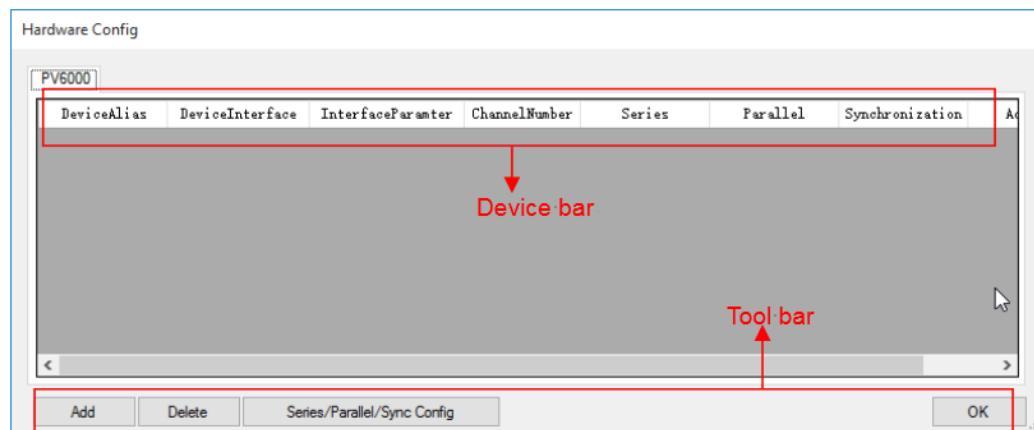 Hardware Config
PV6000
DeviceAlias DeviceInterface InterfaceParamter ChannelNumber Series Parallel Synchronization
Device bar
Tool bar
Add Delete Series/Parallel/Sync Config OK